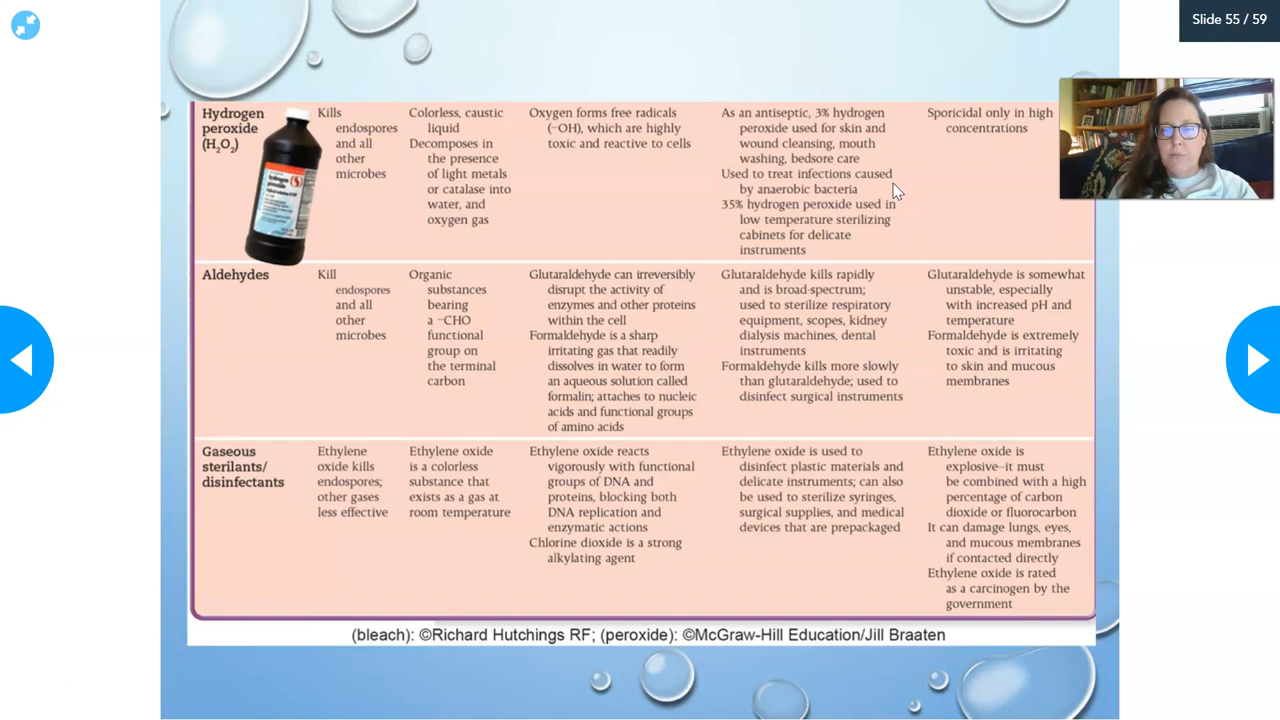 Slide 55 / 59
Hydrogen
peroxide
(H₂O₂)
Kills
endospores
and all
other
microbes
Colorless, caustic
liquid
Decomposes in
the presence
of light metals
or catalase into
water, and
oxygen gas
Oxygen forms free radicals
(–OH), which are highly
toxic and reactive to cells
As an antiseptic, 3% hydrogen
peroxide used for skin and
wound cleansing, mouth
washing, bedsore care
Used to treat infections caused
by anaerobic bacteria
35% hydrogen peroxide used in
low temperature sterilizing
cabinets for delicate
instruments
Sporicidal only in high
concentrations
hydrogen
peroxide
Aldehydes
Kill
endospores
and all
other
microbes
Organic
substances
bearing
a –CHO
functional
group on
the terminal
carbon
Glutaraldehyde can irreversibly
disrupt the activity of
enzymes and other proteins
within the cell
Formaldehyde is a sharp
irritating gas that readily
dissolves in water to form
an aqueous solution called
formalin; attaches to nucleic
acids and functional groups
of amino acids
Glutaraldehyde kills rapidly
and is broad-spectrum;
used to sterilize respiratory
equipment, scopes, kidney
dialysis machines, dental
instruments
Formaldehyde kills more slowly
than glutaraldehyde; used to
disinfect surgical instruments
Glutaraldehyde is somewhat
unstable, especially
with increased pH and
temperature
Formaldehyde is extremely
toxic and is irritating
to skin and mucous
membranes
Gaseous
sterilants/
disinfectants
Ethylene
oxide kills
endospores;
other gases
less effective
Ethylene oxide
is a colorless
substance that
exists as a gas at
room temperature
Ethylene oxide reacts
vigorously with functional
groups of DNA and
proteins, blocking both
DNA replication and
enzymatic actions
Chlorine dioxide is a strong
alkylating agent
Ethylene oxide is used to
disinfect plastic materials and
delicate instruments; can also
be used to sterilize syringes,
surgical supplies, and medical
devices that are prepackaged
Ethylene oxide is
explosive—it must
be combined with a high
percentage of carbon
dioxide or fluorocarbon
It can damage lungs, eyes,
and mucous membranes
if contacted directly
Ethylene oxide is rated
as a carcinogen by the
government
(bleach): ©Richard Hutchings RF; (peroxide): ©McGraw-Hill Education/Jill Braaten